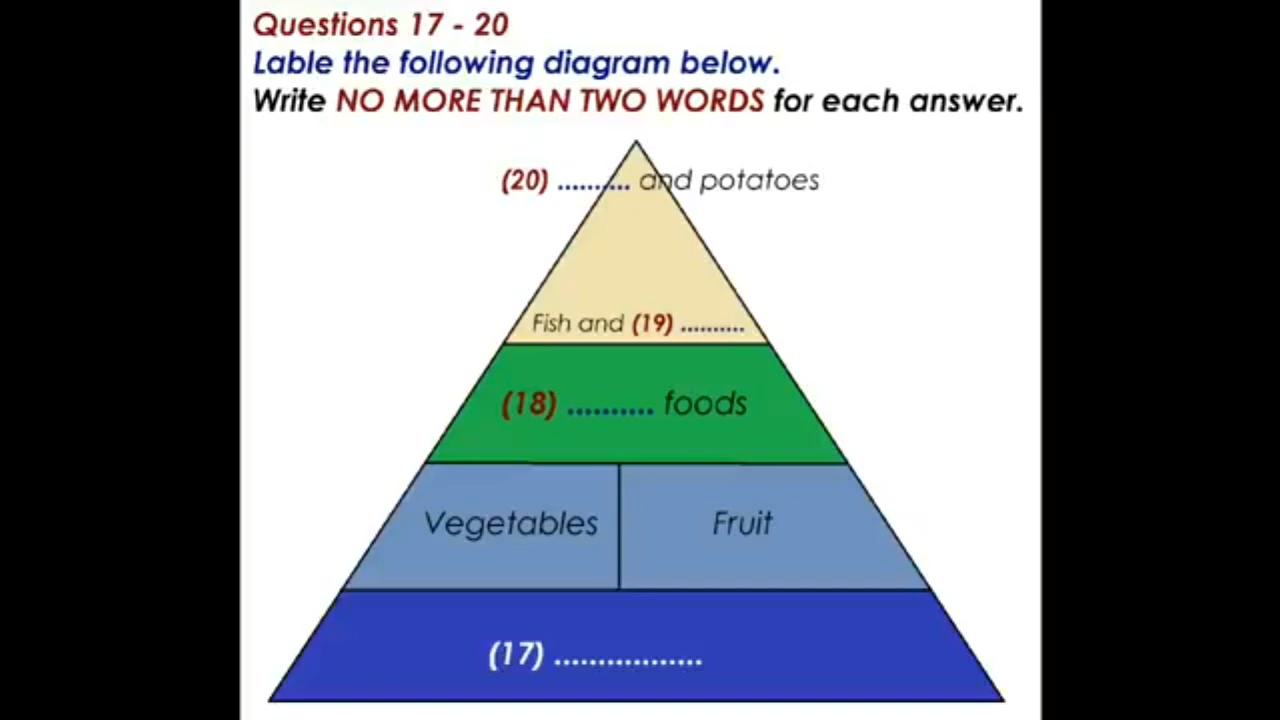 Questions 17 - 20
Lable the following diagram below.
Write NO MORE THAN TWO WORDS for each answer.
(20) .......... and potatoes
Fish and (19) ..........
(18) .......... foods
Vegetables Fruit
(17) .................